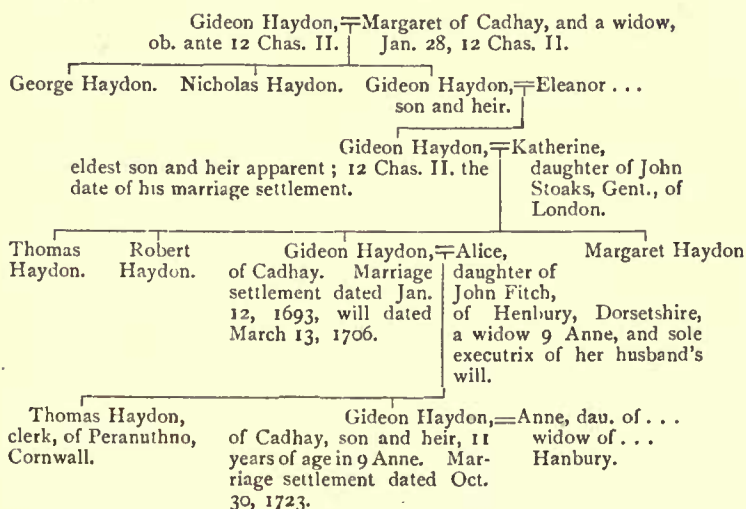 Gideon Haydon, Margaret of Cadhay, and a widow,
ob. ante 12 Chas. II. Jan. 28, 12 Chas. II.
George Haydon. Nicholas Haydon. Gideon Haydon, Eleanor ...
son and heir.
Gideon Haydon, Katherine,
eldest son and heir apparent ; 12 Chas. II. the daughter of John
date of his marriage settlement. Stoaks, Gent., of
London.
Thomas Robert Gideon Haydon, Alice, Margaret Haydon
Haydon. Haydon. of Cadhay. Marriage daughter of
settlement dated Jan. John Fitch,
12, 1693, will dated of Henbury, Dorsetshire,
March 13, 1706. a widow 9 Anne, and sole
executrix of her husband's
will.
Thomas Haydon, Gideon Haydon,=Anne, dau. of ...
clerk, of Peranuthno, of Cadhay, son and heir, 11 widow of ...
Cornwall. years of age in 9 Anne. Mar- Hanbury.
riage settlement dated Oct.
30, 1723.